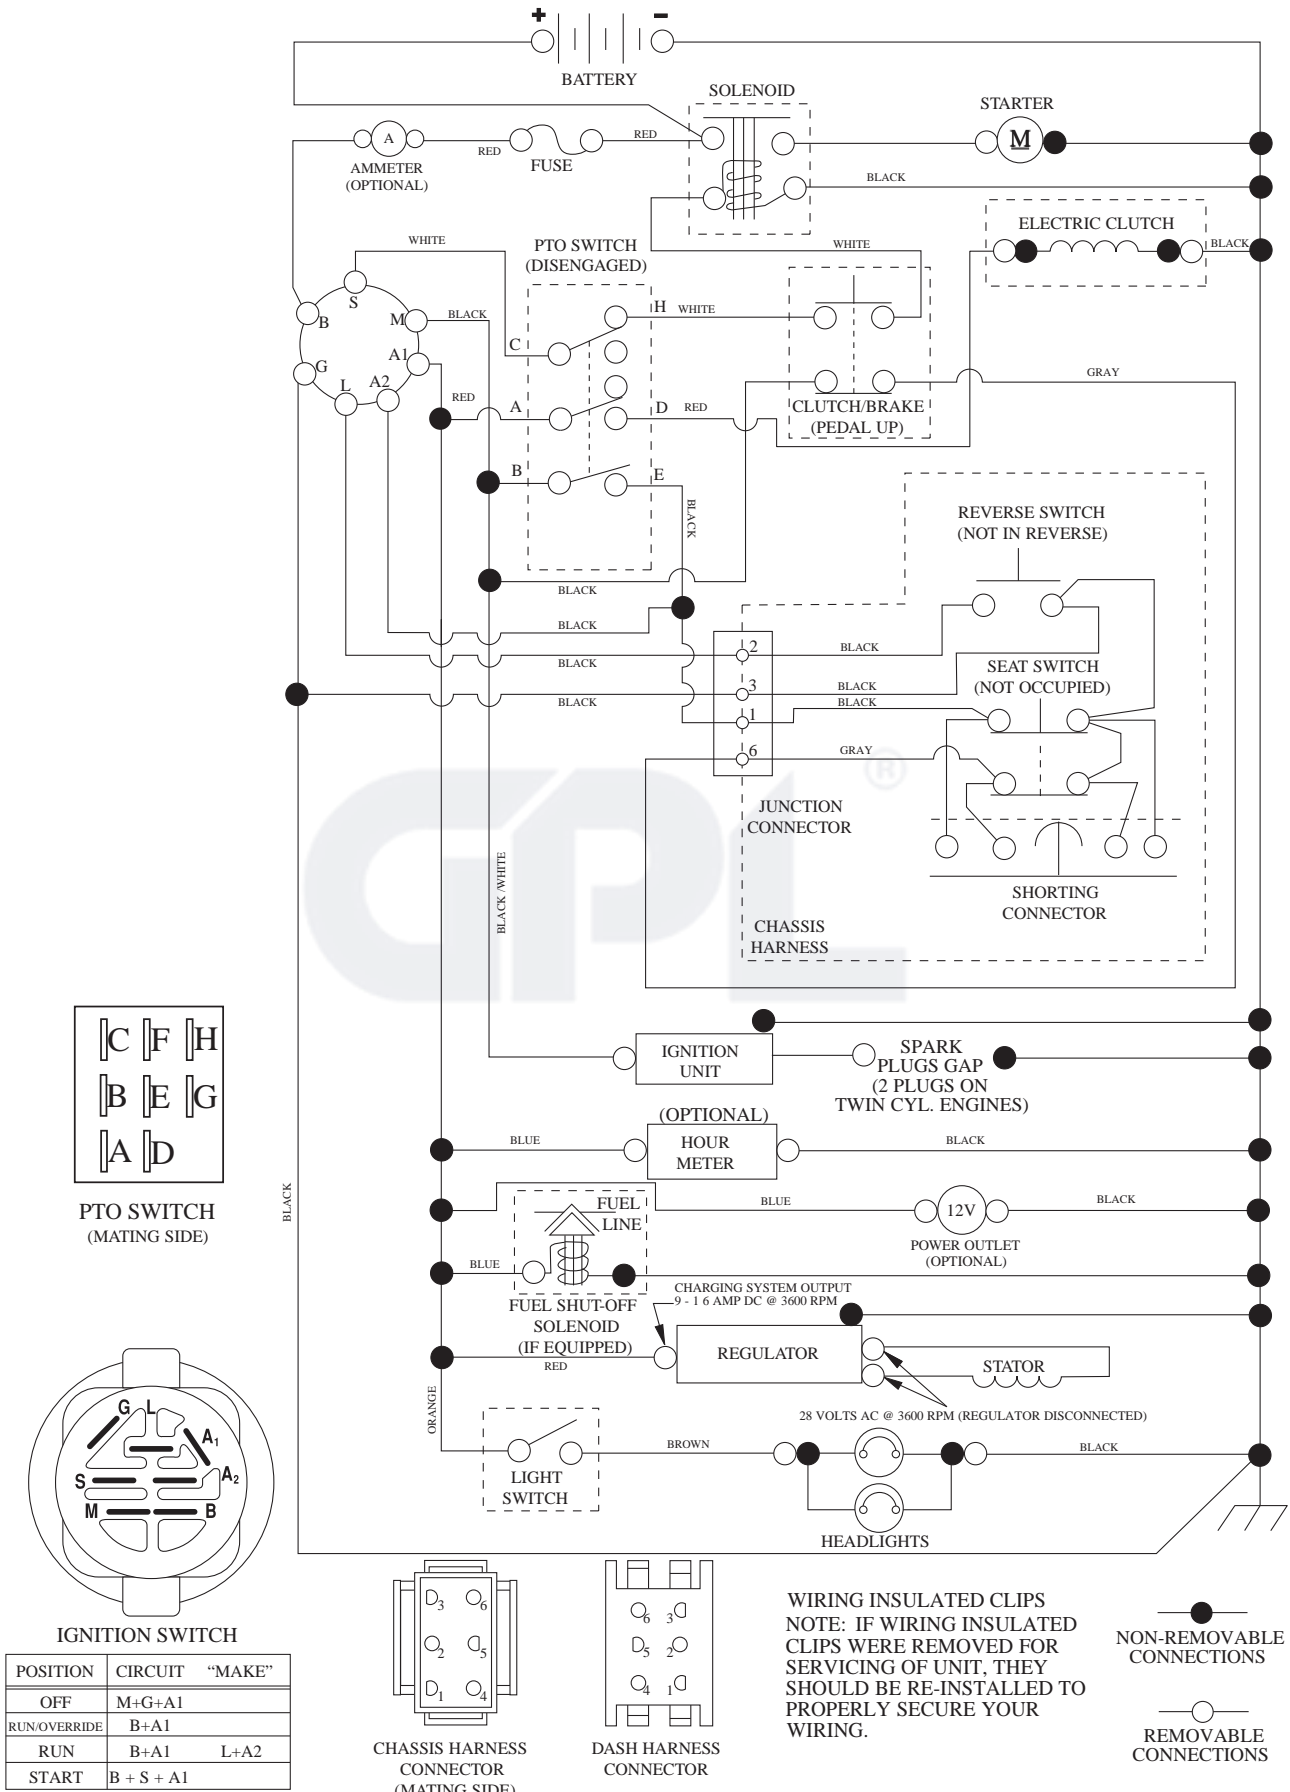 + -
BATTERY
SOLENOID
STARTER
A
RED
RED
M
AMMETER
(OPTIONAL)
FUSE
BLACK
ELECTRIC CLUTCH
WHITE
PTO SWITCH
(DISENGAGED)
WHITE
BLACK
S
B
M
BLACK
H
WHITE
C
G
A1
L
A2
GRAY
RED
A
D
RED
CLUTCH/BRAKE
(PEDAL UP)
B
E
BLACK
REVERSE SWITCH
(NOT IN REVERSE)
BLACK
BLACK
2
BLACK
BLACK
SEAT SWITCH
(NOT OCCUPIED)
3
BLACK
BLACK
BLACK
1
6
GRAY
GPL®
JUNCTION
CONNECTOR
BLACK /WHITE
SHORTING
CONNECTOR
CHASSIS
HARNESS
C F H
B E G
A D
PTO SWITCH
(MATING SIDE)
IGNITION
UNIT
SPARK
PLUGS GAP
(2 PLUGS ON
TWIN CYL. ENGINES)
(OPTIONAL)
HOUR
METER
BLUE
BLACK
BLACK
FUEL
LINE
BLUE
12V
BLACK
POWER OUTLET
(OPTIONAL)
BLUE
CHARGING SYSTEM OUTPUT
9 - 1 6 AMP DC @ 3600 RPM
FUEL SHUT-OFF
SOLENOID
(IF EQUIPPED)
RED
REGULATOR
STATOR
28 VOLTS AC @ 3600 RPM (REGULATOR DISCONNECTED)
ORANGE
BROWN
BLACK
LIGHT
SWITCH
HEADLIGHTS
G L
A1
S
A2
M
B
IGNITION SWITCH
POSITION CIRCUIT “MAKE”
OFF M+G+A1
RUN/OVERRIDE B+A1
RUN B+A1 L+A2
START B + S + A1
3 6
2 5
1 4
CHASSIS HARNESS
CONNECTOR
(MATING SIDE)
6 3
5 2
4 1
DASH HARNESS
CONNECTOR
WIRING INSULATED CLIPS
NOTE: IF WIRING INSULATED
CLIPS WERE REMOVED FOR
SERVICING OF UNIT, THEY
SHOULD BE RE-INSTALLED TO
PROPERLY SECURE YOUR
WIRING.
NON-REMOVABLE
CONNECTIONS
REMOVABLE
CONNECTIONS